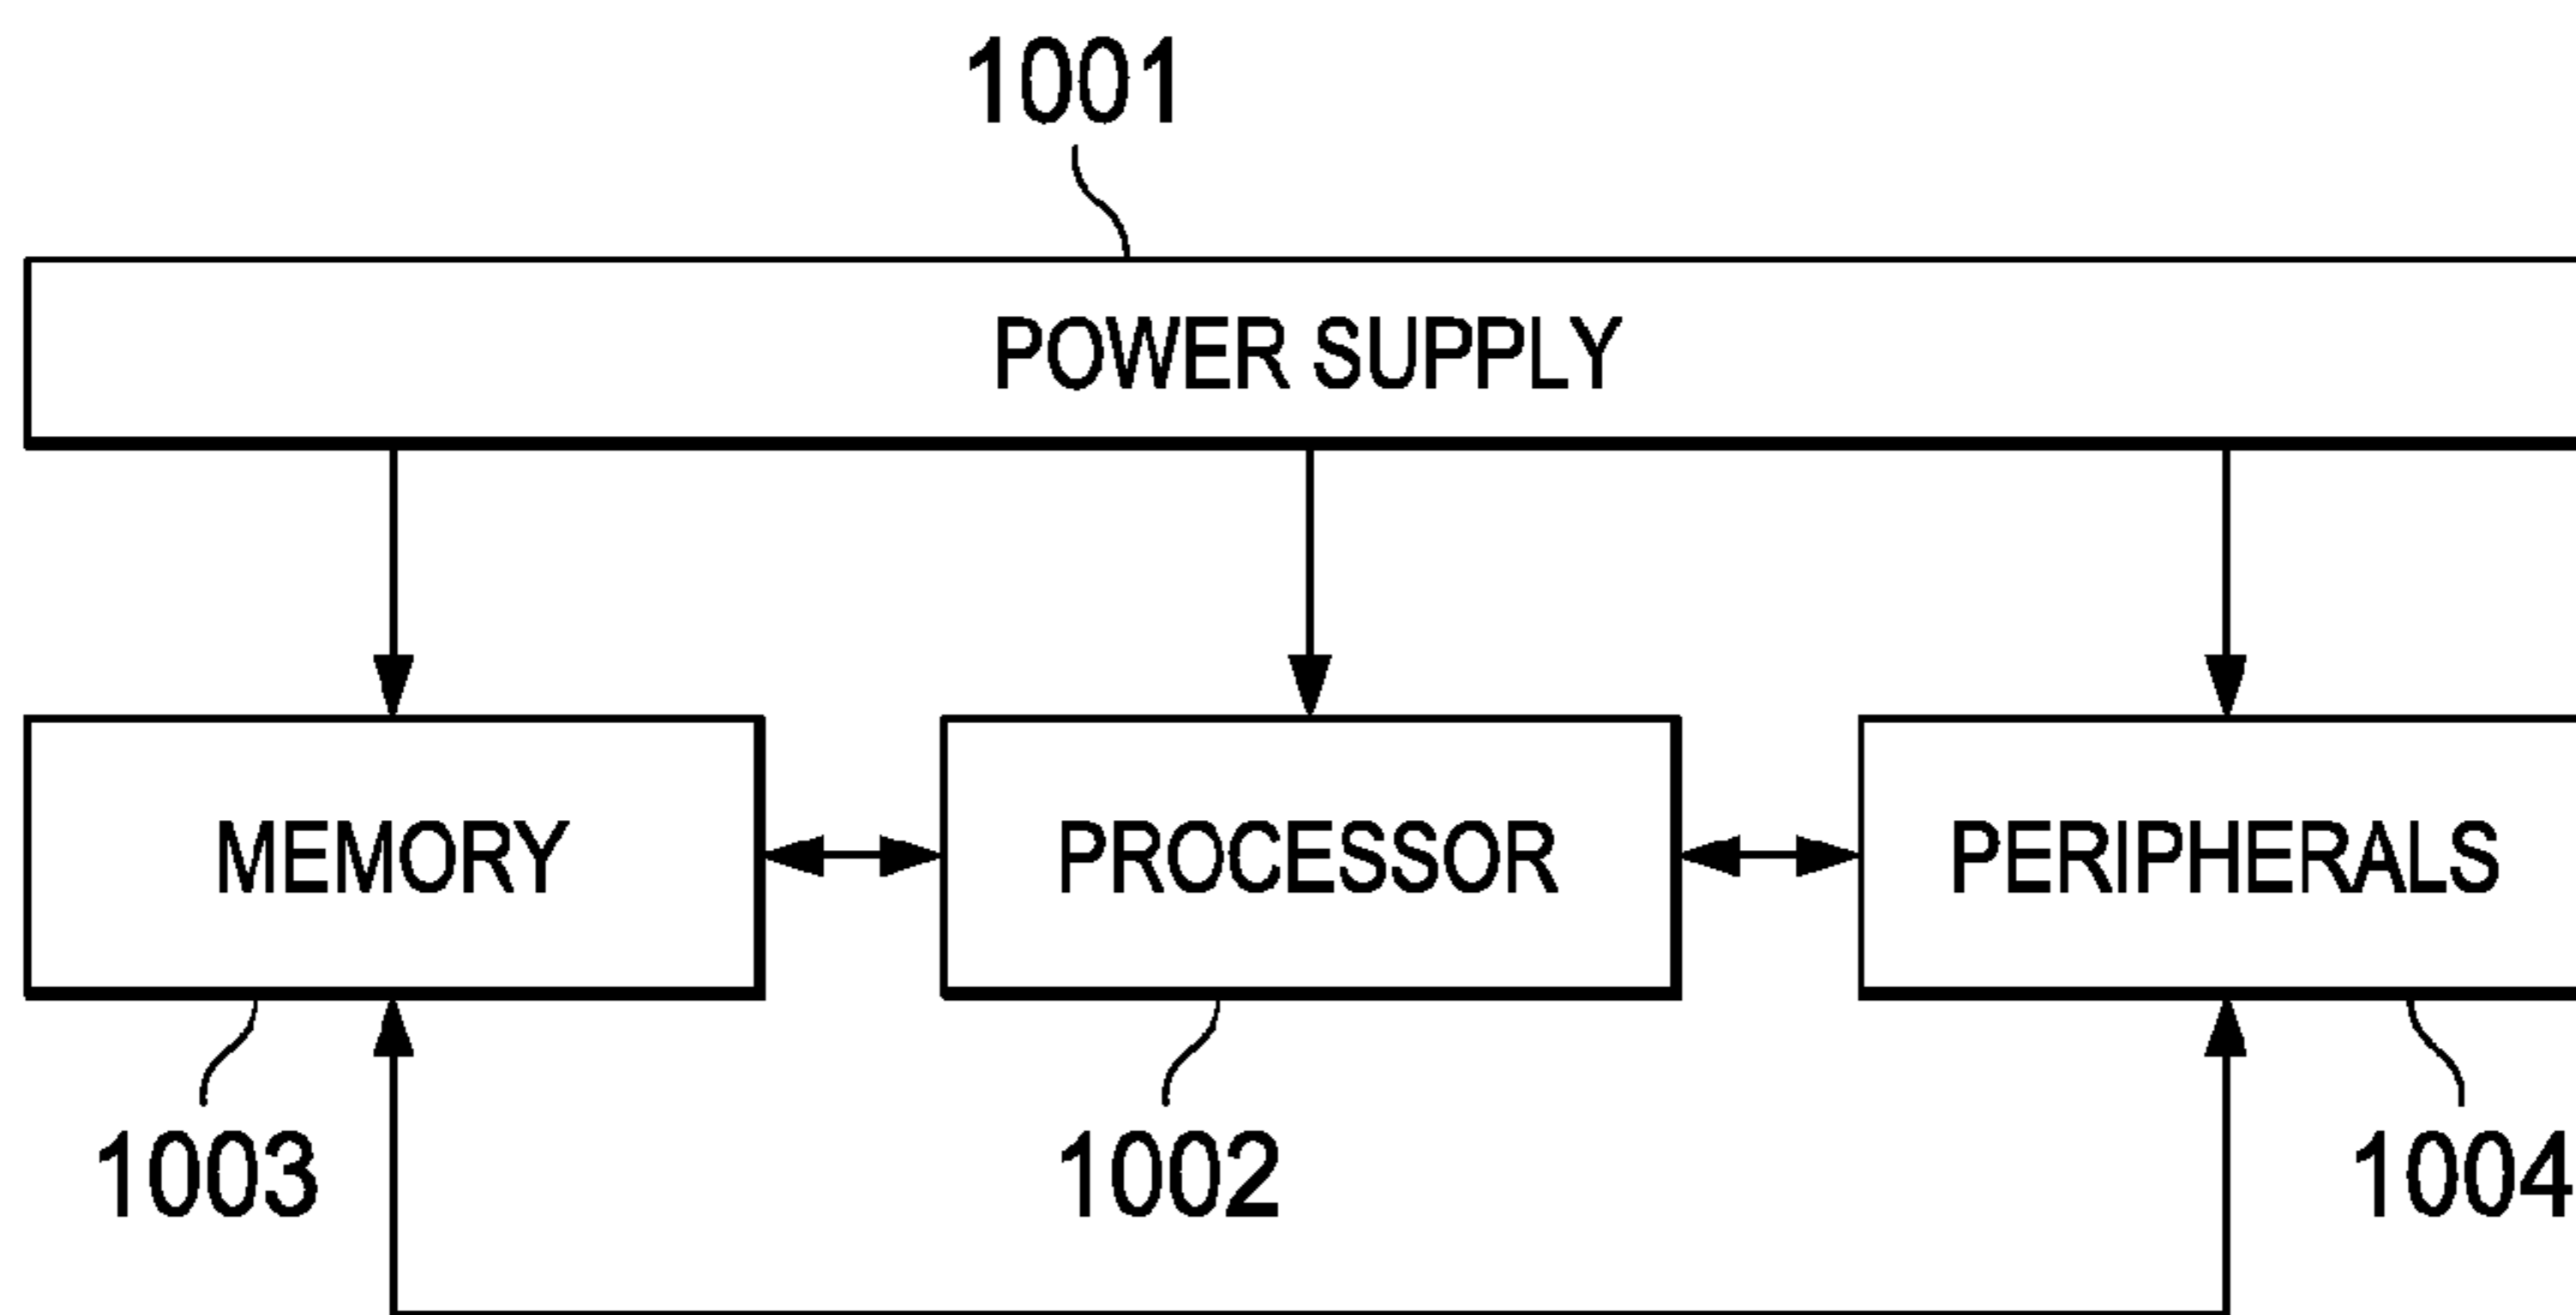 1001
POWER SUPPLY
MEMORY
PROCESSOR
PERIPHERALS
1003
1002
1004